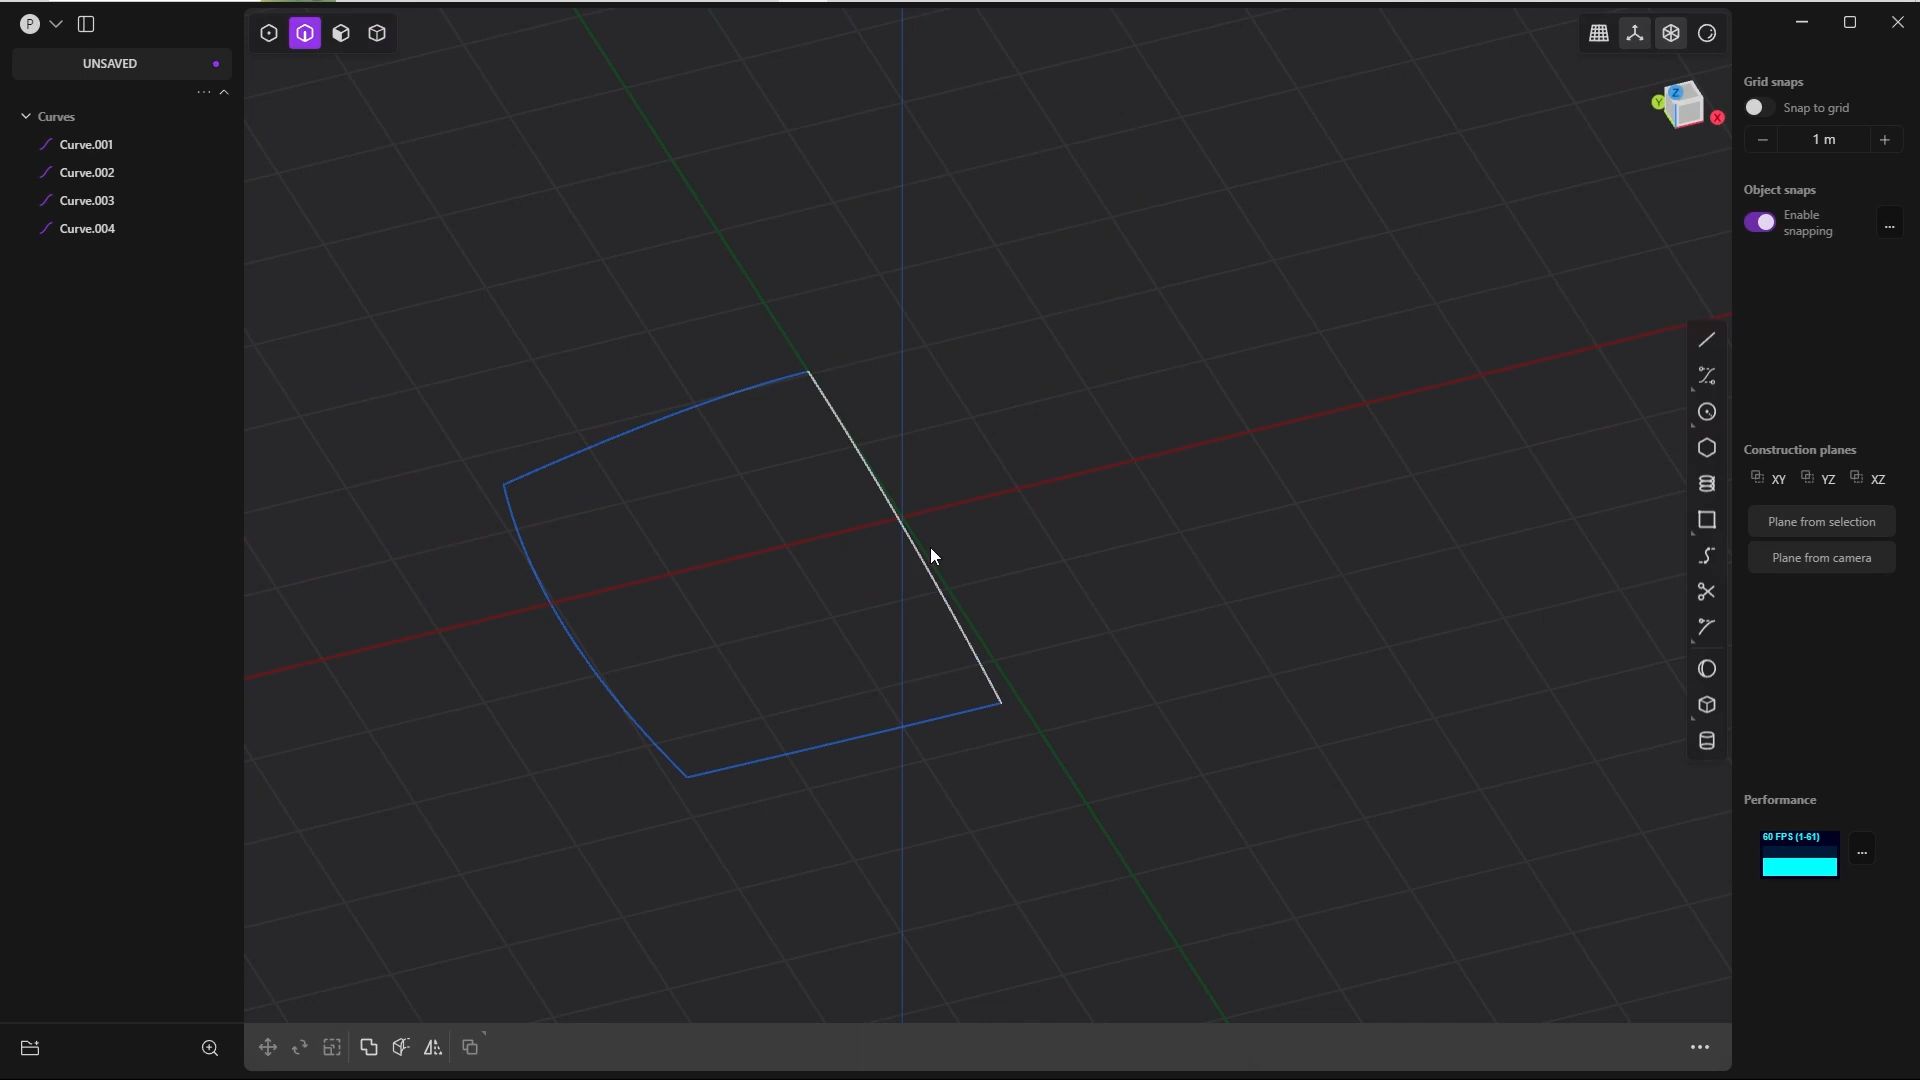 P
UNSAVED
Curves
Curve.001
Curve.002
Curve.003
Curve.004
Z
Y
X
Grid snaps
Snap to grid
1 m
Object snaps
Enable
snapping
...
Construction planes
XY YZ XZ
Plane from selection
Plane from camera
Performance
60 FPS (1-61)
...